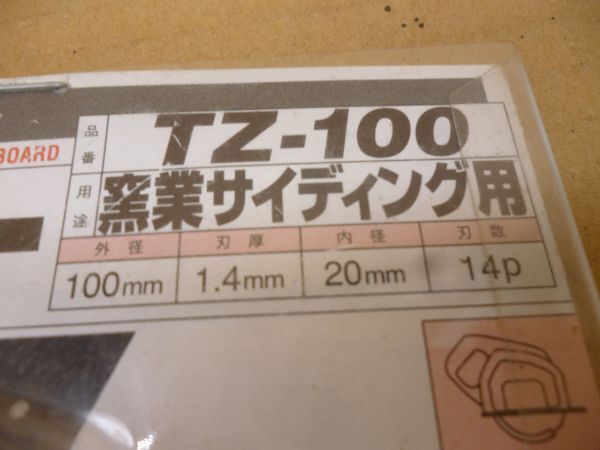 品番 TZ-100
BOARD
用途 窯業サイディング用
外径 刃厚 内径 刃数
100mm 1.4mm 20mm 14p